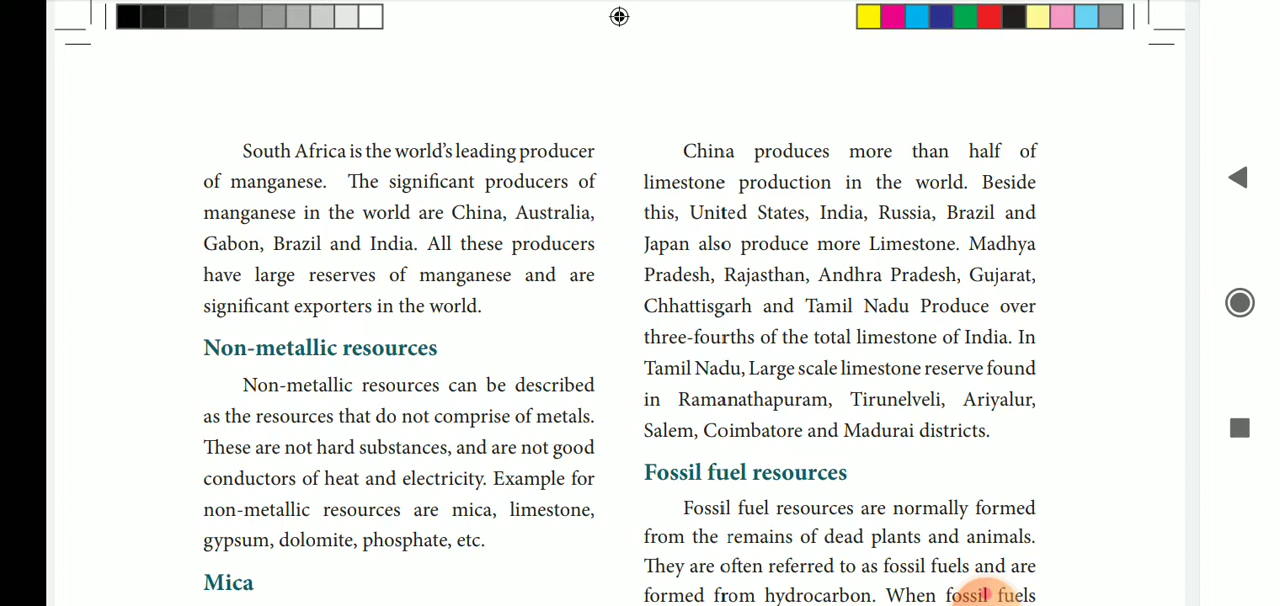 South Africa is the world's leading producer
of manganese. The significant producers of
manganese in the world are China, Australia,
Gabon, Brazil and India. All these producers
have large reserves of manganese and are
significant exporters in the world.
Non-metallic resources
Non-metallic resources can be described
as the resources that do not comprise of metals.
These are not hard substances, and are not good
conductors of heat and electricity. Example for
non-metallic resources are mica, limestone,
gypsum, dolomite, phosphate, etc.
Mica
China produces more than half of
limestone production in the world. Beside
this, United States, India, Russia, Brazil and
Japan also produce more Limestone. Madhya
Pradesh, Rajasthan, Andhra Pradesh, Gujarat,
Chhattisgarh and Tamil Nadu Produce over
three-fourths of the total limestone of India. In
Tamil Nadu, Large scale limestone reserve found
in Ramanathapuram, Tirunelveli, Ariyalur,
Salem, Coimbatore and Madurai districts.
Fossil fuel resources
Fossil fuel resources are normally formed
from the remains of dead plants and animals.
They are often referred to as fossil fuels and are
formed from hydrocarbon. When fossil fuels